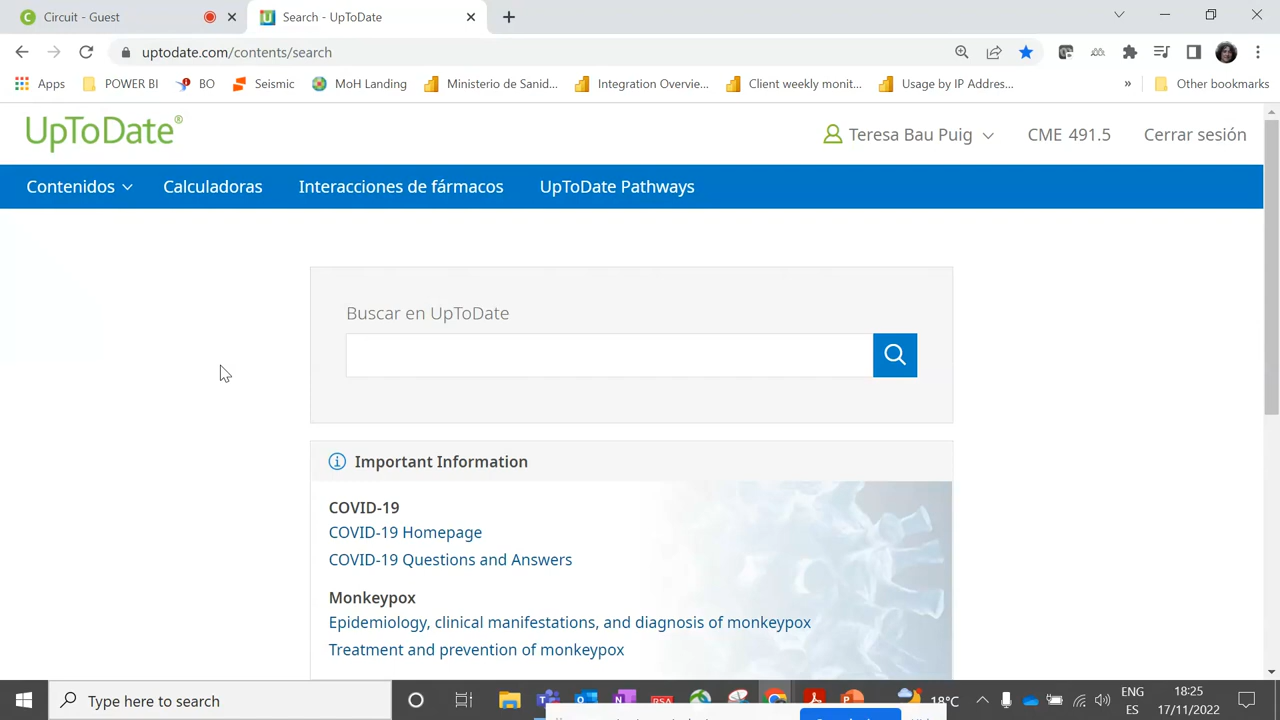 Circuit - Guest
Search - UpToDate
uptodate.com/contents/search
Apps
POWER BI
BO
Seismic
MoH Landing
Ministerio de Sanid...
Integration Overvie...
Client weekly monit...
Usage by IP Addres...
»
Other bookmarks
UpToDate®
Teresa Bau Puig
CME 491.5
Cerrar sesión
Contenidos
Calculadoras
Interacciones de fármacos
UpToDate Pathways
Buscar en UpToDate
Important Information
COVID-19
COVID-19 Homepage
COVID-19 Questions and Answers
Monkeypox
Epidemiology, clinical manifestations, and diagnosis of monkeypox
Treatment and prevention of monkeypox
Type here to search
18°C
ENG
ES
18:25
17/11/2022